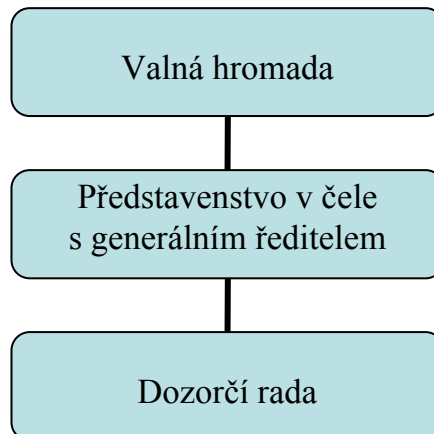 Valná hromada
Představenstvo v čele
s generálním ředitelem
Dozorčí rada